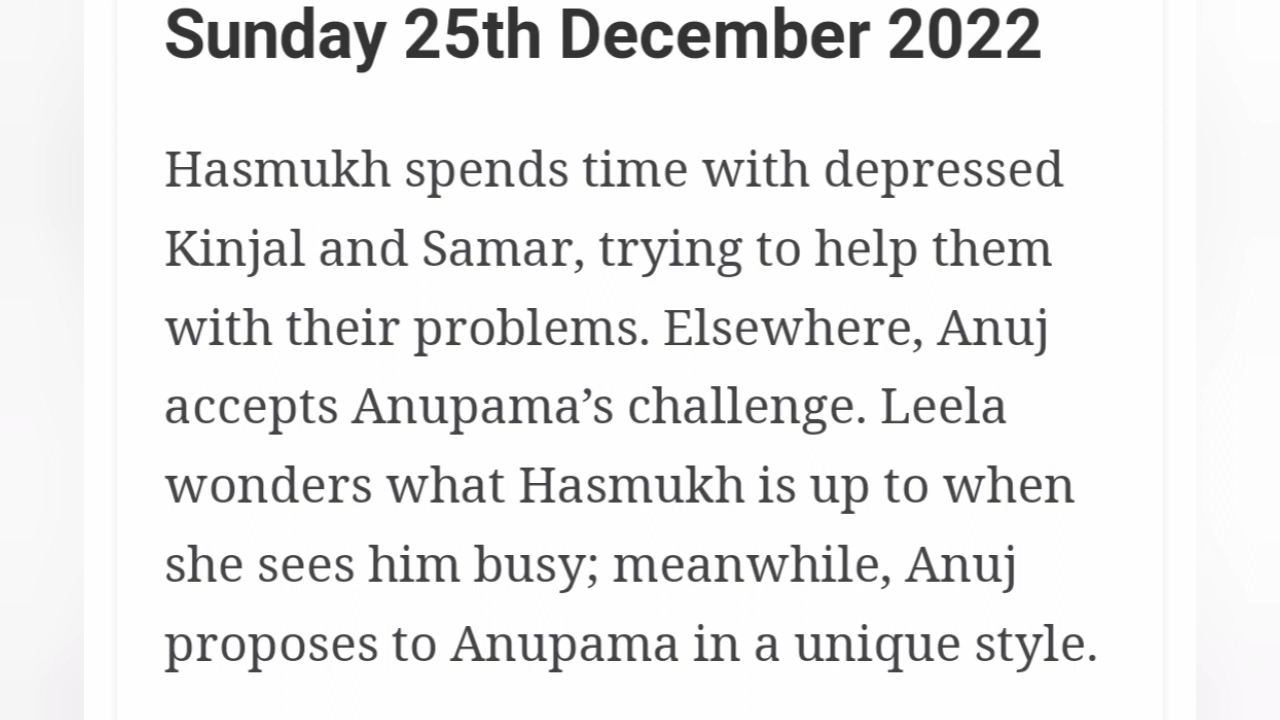 Sunday 25th December 2022
Hasmukh spends time with depressed
Kinjal and Samar, trying to help them
with their problems. Elsewhere, Anuj
accepts Anupama’s challenge. Leela
wonders what Hasmukh is up to when
she sees him busy; meanwhile, Anuj
proposes to Anupama in a unique style.